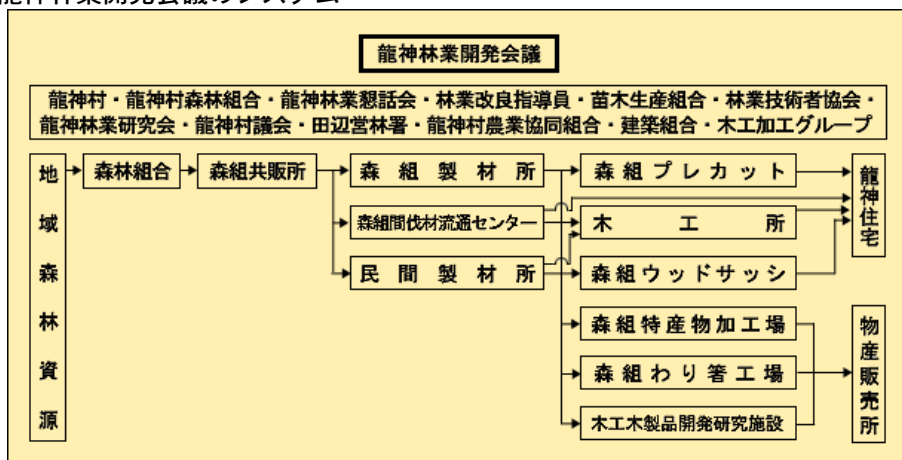 龍神林業開発会議
龍神村・龍神村森林組合・龍神林業懇話会・林業改良指導員・苗木生産組合・林業技術者協会・
龍神林業研究会・龍神村議会・田辺営林署・龍神村農業協同組合・建築組合・木工加工グループ
地域森林資源
森林組合
森組共販所
森組製材所
森組プレカット
龍神住宅
森組間伐材流通センター
木工所
民間製材所
森組ウッドサッシ
森組特産物加工場
物産販売所
森組わり箸工場
木工木製品開発研究施設